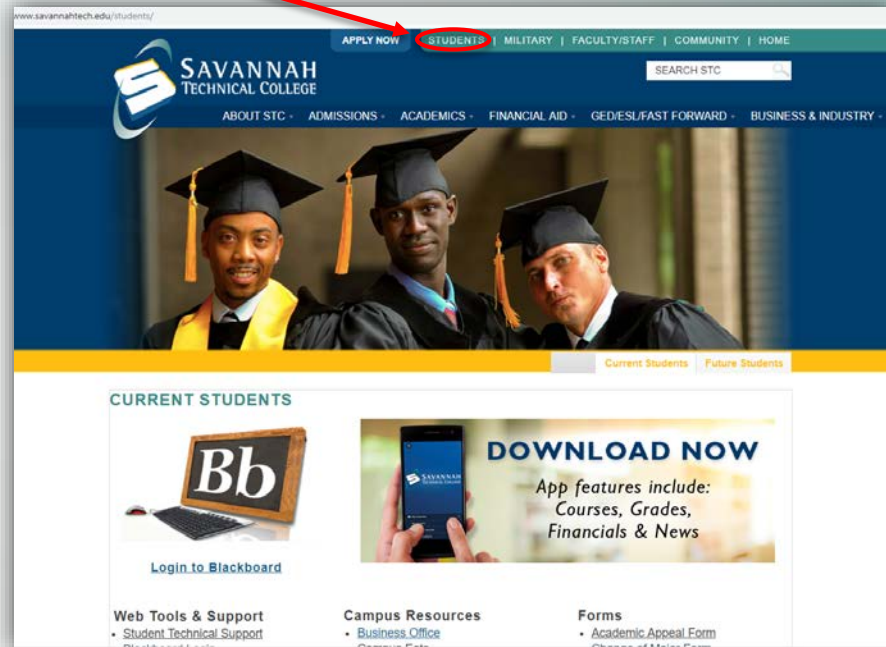 www.savannahtech.edu/students/
APPLY NOW STUDENTS | MILITARY | FACULTY/STAFF | COMMUNITY | HOME
SAVANNAH
TECHNICAL COLLEGE
SEARCH STC
ABOUT STC ADMISSIONS ACADEMICS FINANCIAL AID GED/ESL/FAST FORWARD BUSINESS & INDUSTRY
Current Students Future Students
CURRENT STUDENTS
Bb
SAVANNAH
TECHNICAL COLLEGE
DOWNLOAD NOW
App features include:
Courses, Grades,
Financials & News
Login to Blackboard
Web Tools & Support
Campus Resources
Forms
• Student Technical Support
• Business Office
• Academic Appeal Form